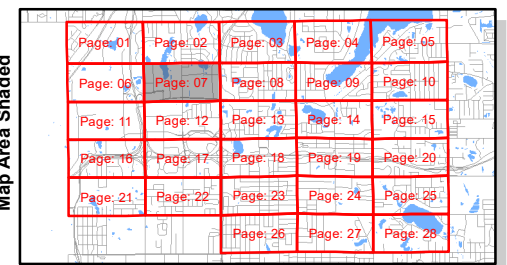 Map Area Shaded
Page: 01 Page: 02 Page: 03 Page: 04 Page: 05
Page: 06 Page: 07 Page: 08 Page: 09 Page: 10
Page: 11 Page: 12 Page: 13 Page: 14 Page: 15
Page: 16 Page: 17 Page: 18 Page: 19 Page: 20
Page: 21 Page: 22 Page: 23 Page: 24 Page: 25
Page: 26 Page: 27 Page: 28